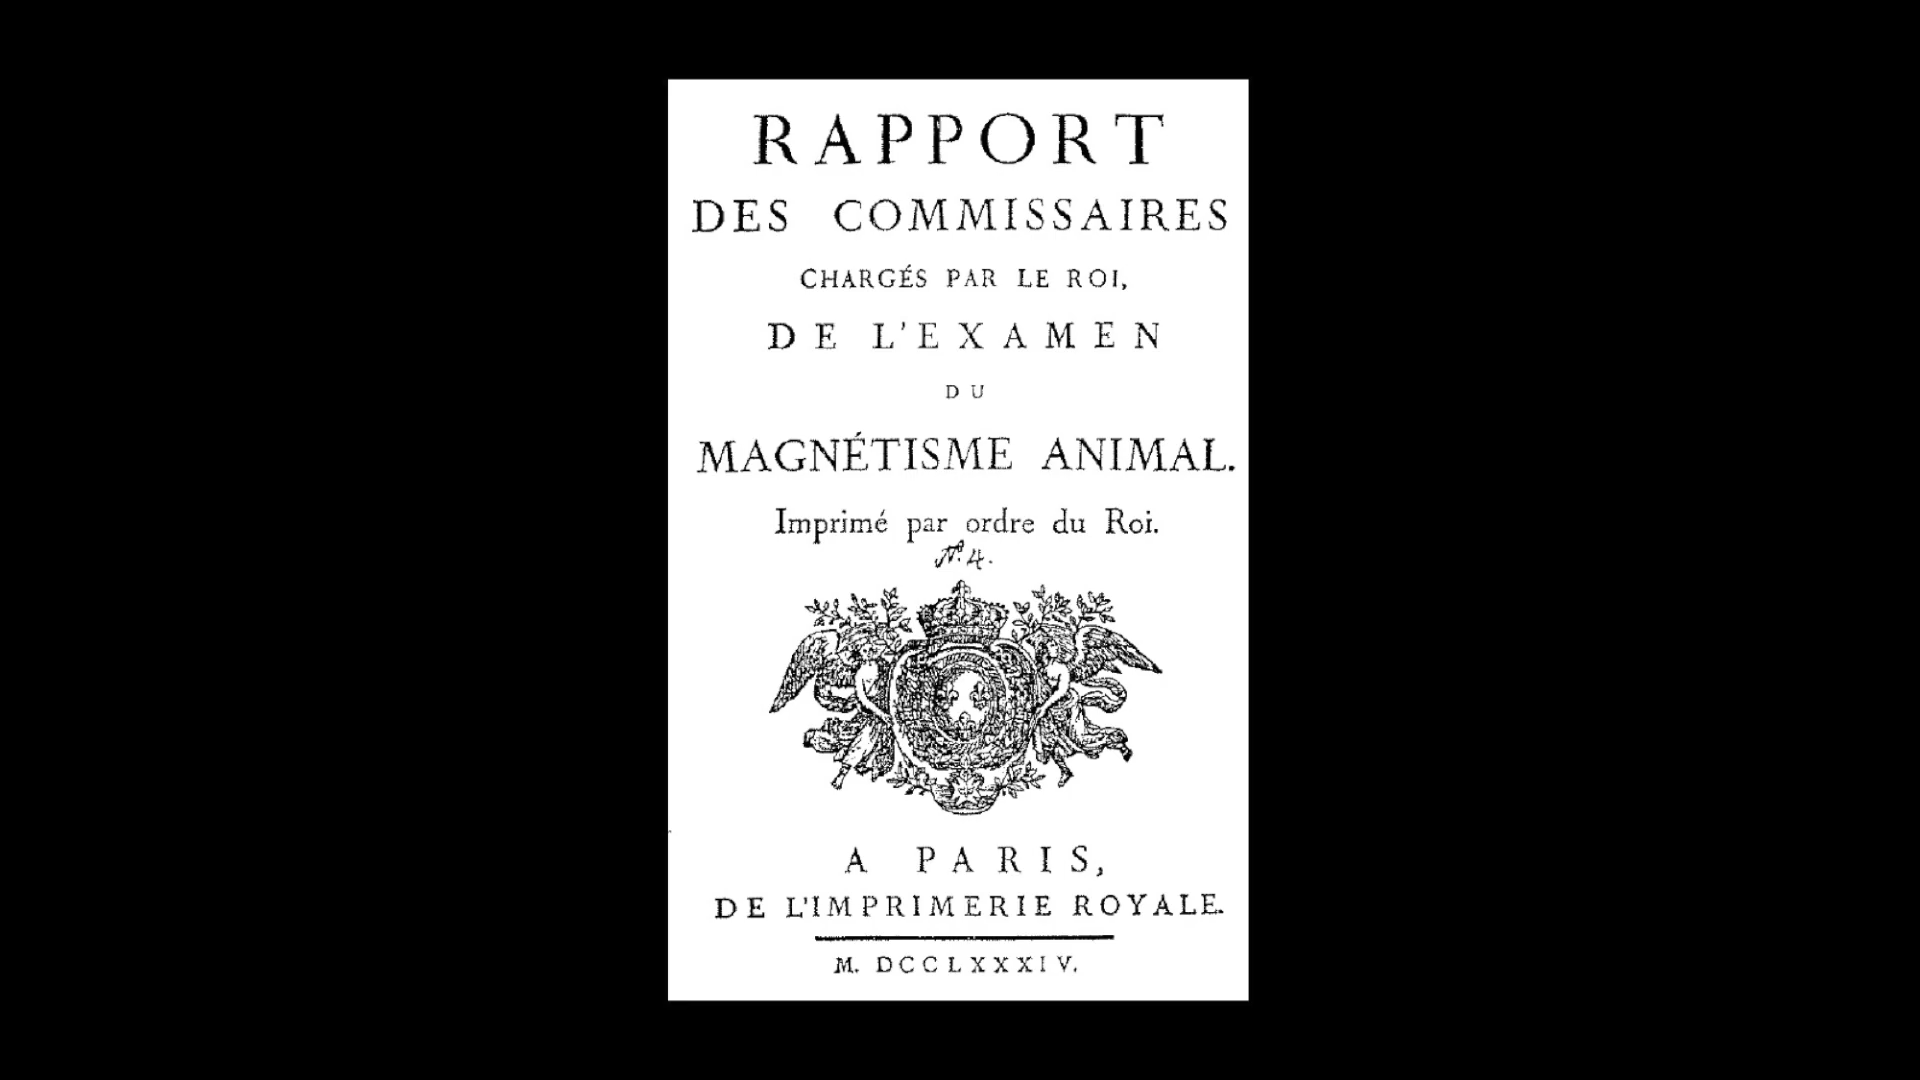 RAPPORT
DES COMMISSAIRES
CHARGÉS PAR LE ROI,
DE L'EXAMEN
DU
MAGNÉTISME ANIMAL.
Imprimé par ordre du Roi.
N.º 4.
A PARIS,
DE L'IMPRIMERIE ROYALE.
M. DCCLXXXIV.